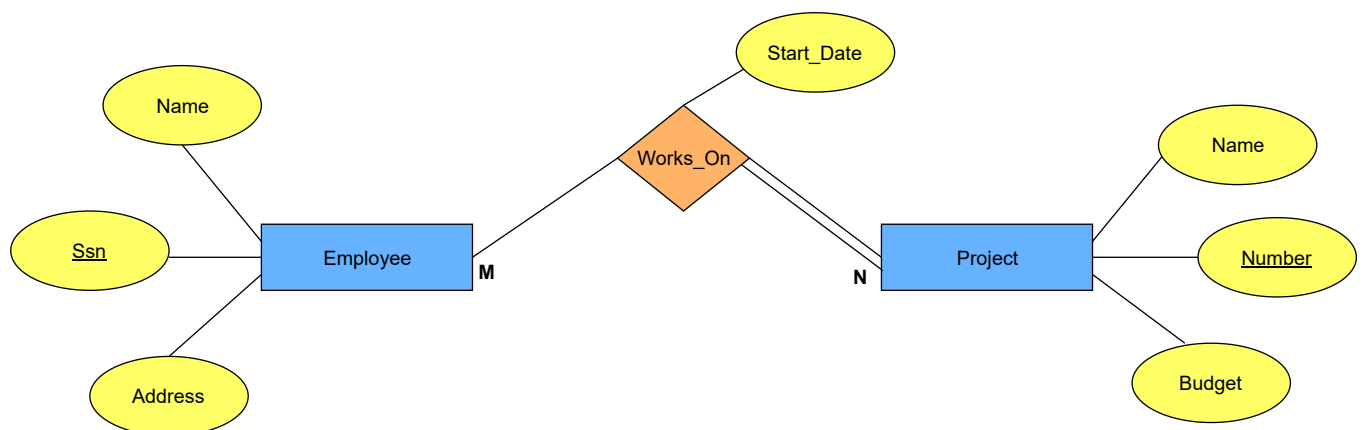 Start_Date
Name
Works_On
Name
Ssn
Employee
M
N
Project
Number
Address
Budget